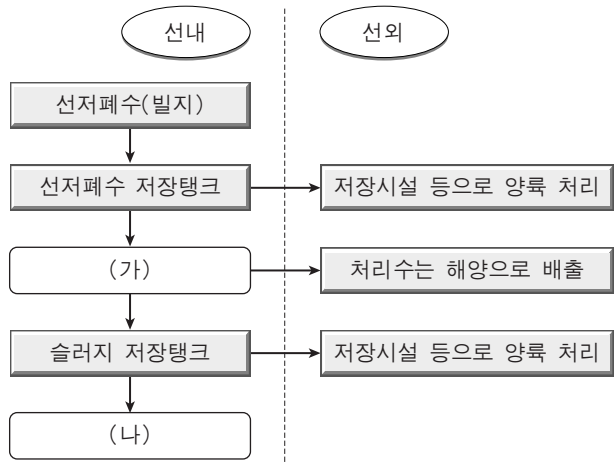 선내
선외
선저폐수(빌지)
선저폐수 저장탱크
저장시설 등으로 양륙 처리
(가)
처리수는 해양으로 배출
슬러지 저장탱크
저장시설 등으로 양륙 처리
(나)